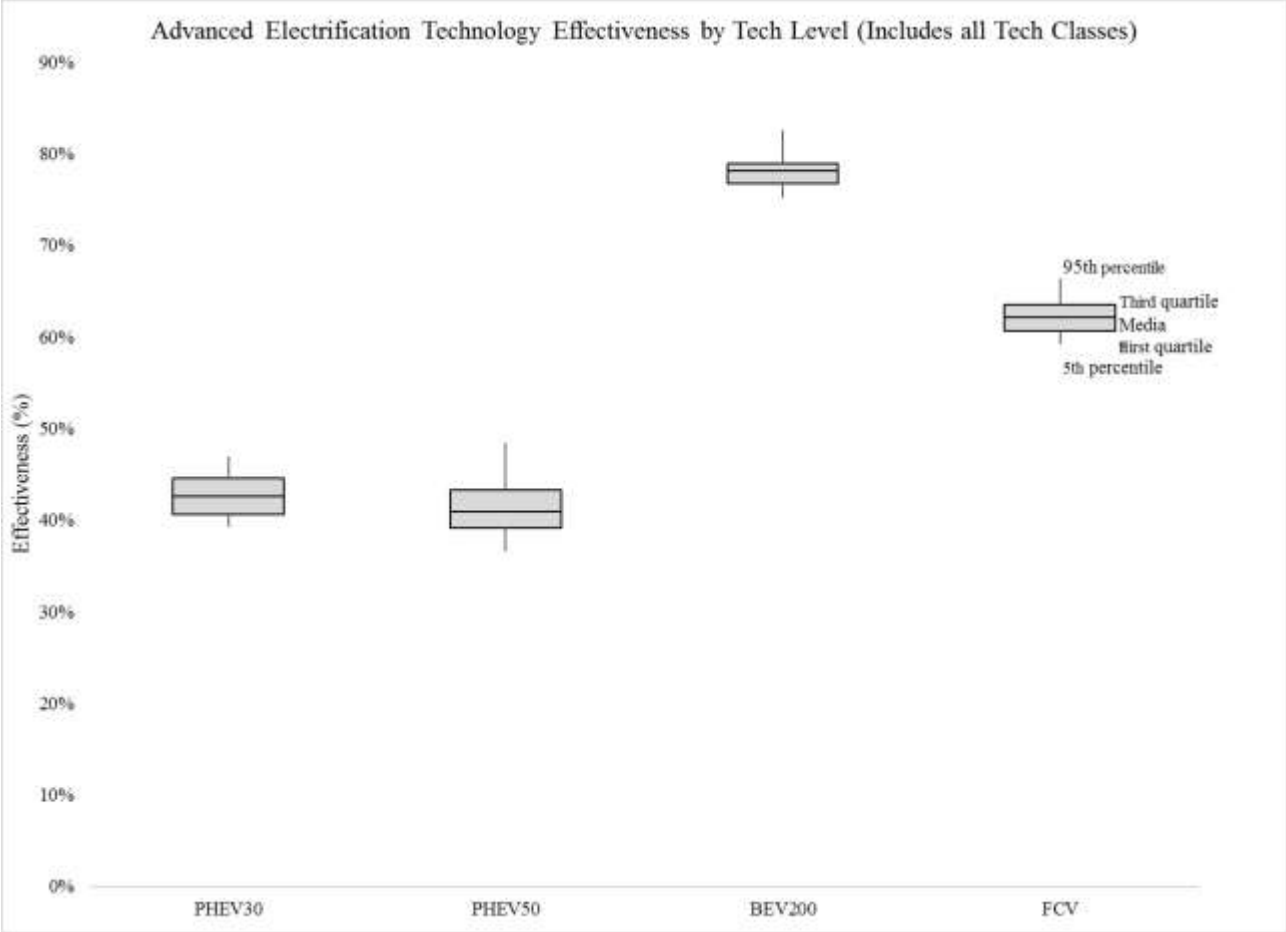 Advanced Electrification Technology Effectiveness by Tech Level (Includes all Tech Classes)
90%
80%
70%
60%
50%
40%
30%
20%
10%
0%
Effectiveness (%)
95th percentile
Third quartile
Media
First quartile
5th percentile
PHEV30
PHEV50
BEV200
FCV